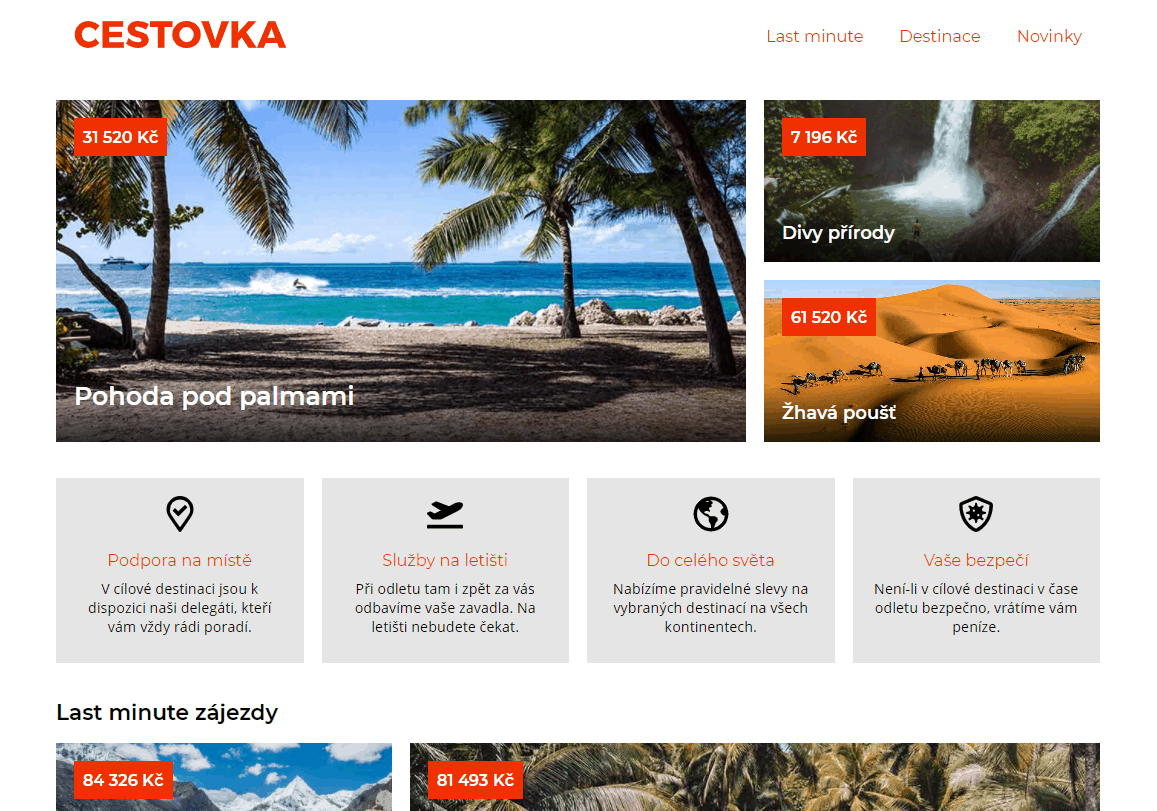 CESTOVKA
Last minute
Destinace
Novinky
31 520 Kč
Pohoda pod palmami
7 196 Kč
Divy přírody
61 520 Kč
Žhavá poušť
Podpora na místě
V cílové destinaci jsou k
dispozici naši delegáti, kteří
vám vždy rádi poradí.
Služby na letišti
Při odletu tam i zpět za vás
odbavíme vaše zavadla. Na
letišti nebudete čekat.
Do celého světa
Nabízíme pravidelné slevy na
vybraných destinací na všech
kontinentech.
Vaše bezpečí
Není-li v cílové destinaci v čase
odletu bezpečno, vrátíme vám
peníze.
Last minute zájezdy
84 326 Kč
81 493 Kč